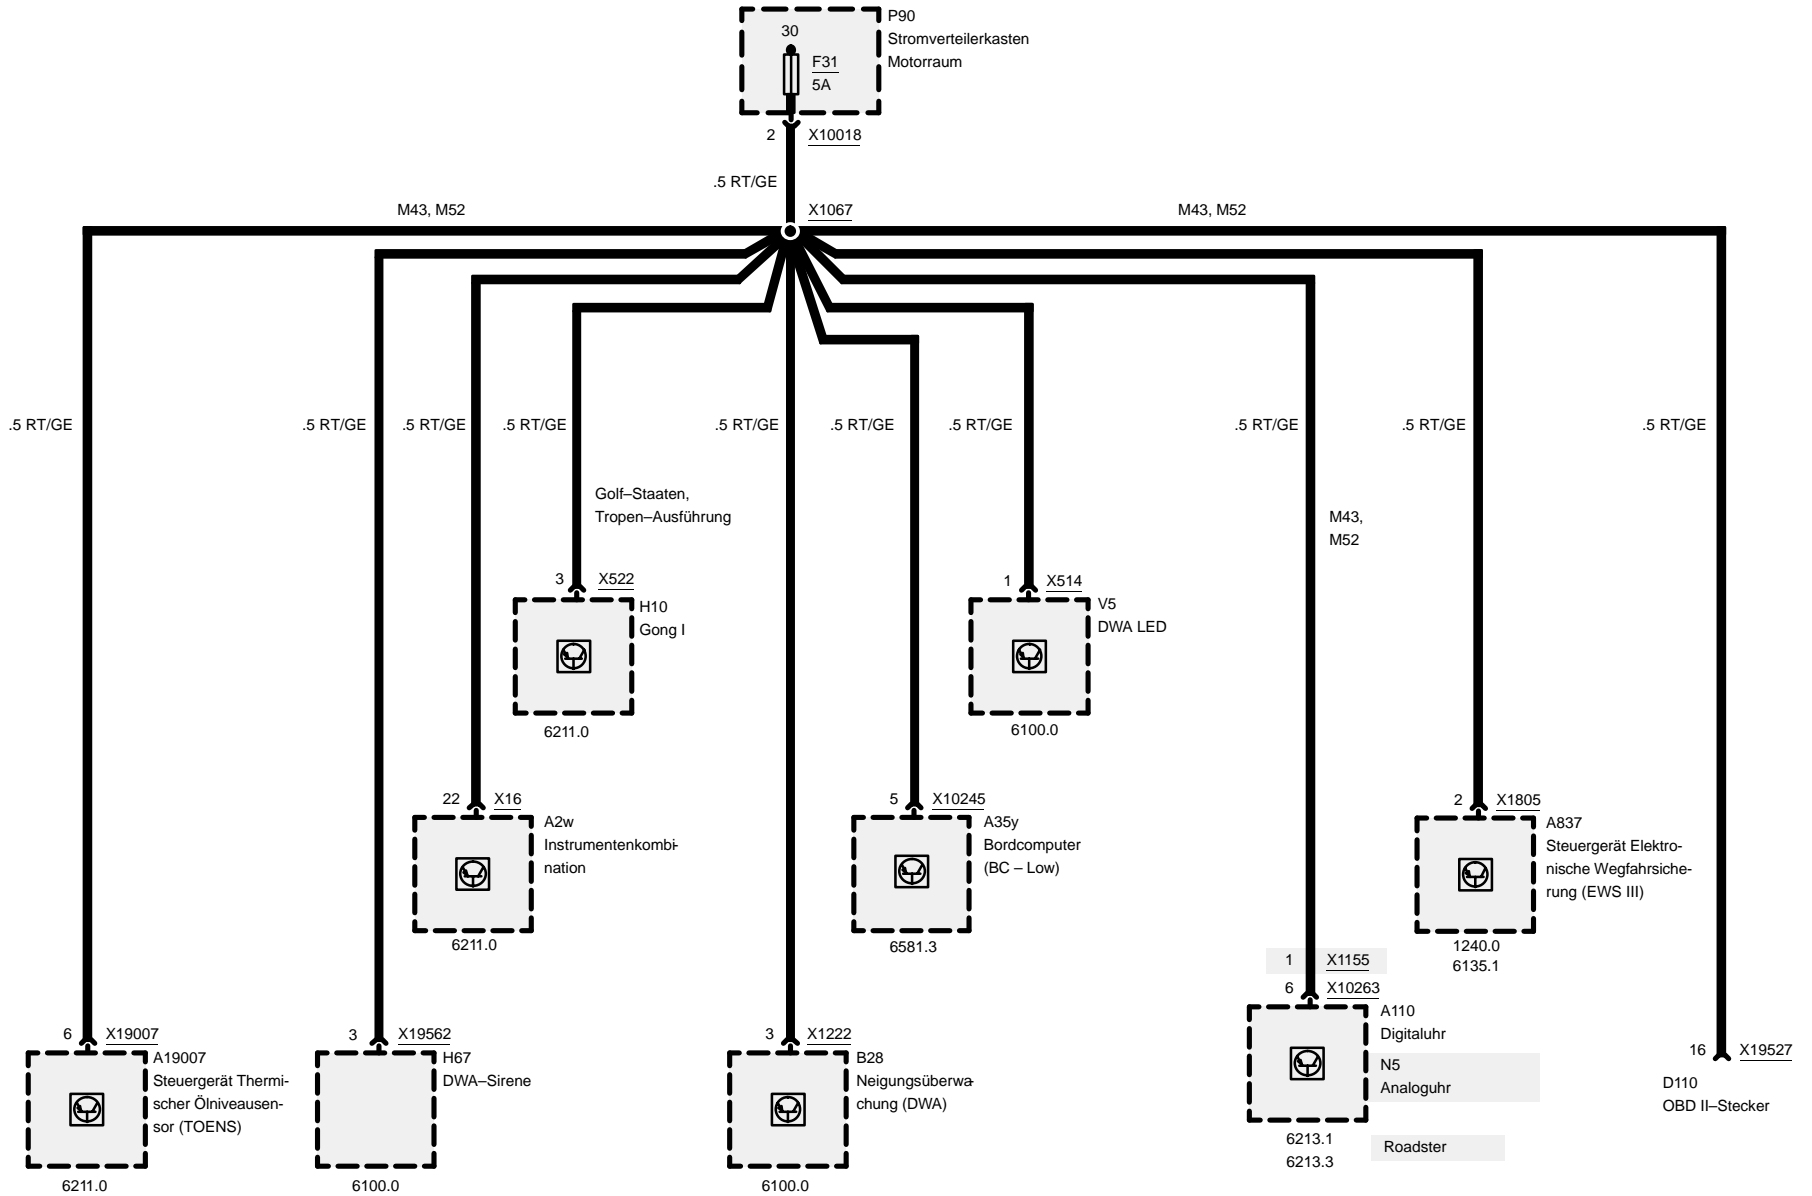 P90
30
Stromverteilerkasten
Motorraum
F31
5A
2 X10018
.5 RT/GE
M43, M52
X1067
M43, M52
.5 RT/GE
.5 RT/GE
.5 RT/GE
.5 RT/GE
.5 RT/GE
.5 RT/GE
.5 RT/GE
.5 RT/GE
.5 RT/GE
.5 RT/GE
Golf–Staaten,
Tropen–Ausführung
M43,
M52
3 X522
H10
Gong I
6211.0
1 X514
V5
DWA LED
6100.0
22 X16
A2w
Instrumentenkombi-
nation
6211.0
5 X10245
A35y
Bordcomputer
(BC – Low)
6581.3
2 X1805
A837
Steuergerät Elektro-
nische Wegfahrsiche-
rung (EWS III)
1240.0
6135.1
1 X1155
6 X10263
A110
Digitaluhr
N5
Analoguhr
6213.1
6213.3
Roadster
6 X19007
A19007
Steuergerät Thermi-
scher Ölniveausen-
sor (TOENS)
6211.0
3 X19562
H67
DWA–Sirene
6100.0
3 X1222
B28
Neigungsüberwa-
chung (DWA)
6100.0
16 X19527
D110
OBD II–Stecker